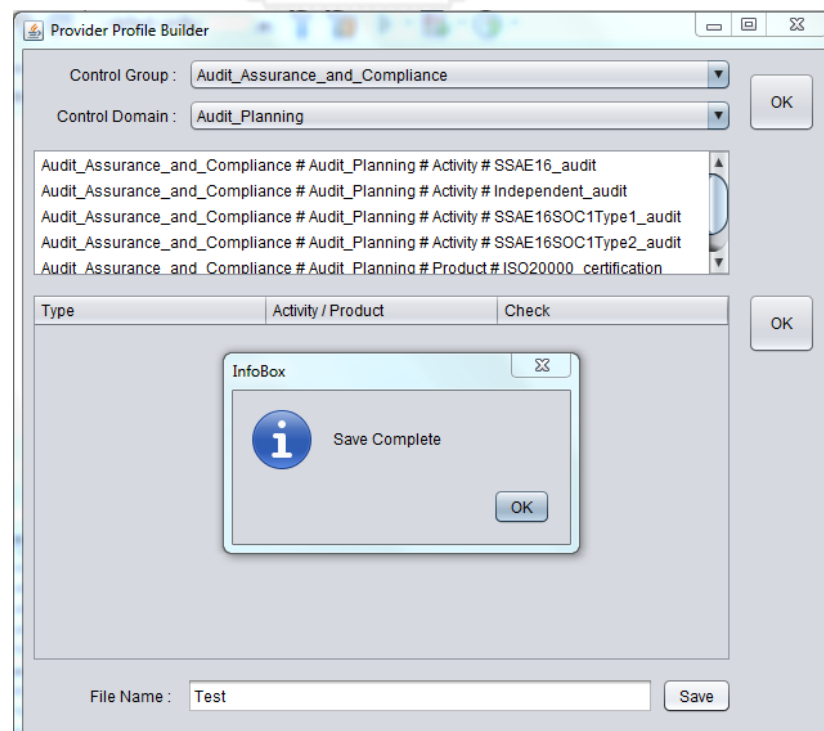 Provider Profile Builder
Control Group : Audit_Assurance_and_Compliance
OK
Control Domain : Audit_Planning
Audit_Assurance_and_Compliance # Audit_Planning # Activity # SSAE16_audit
Audit_Assurance_and_Compliance # Audit_Planning # Activity # Independent_audit
Audit_Assurance_and_Compliance # Audit_Planning # Activity # SSAE16SOC1Type1_audit
Audit_Assurance_and_Compliance # Audit_Planning # Activity # SSAE16SOC1Type2_audit
Audit_Assurance_and_Compliance # Audit_Planning # Product # ISO20000_certification
Type Activity / Product Check
OK
InfoBox
Save Complete
OK
File Name : Test Save